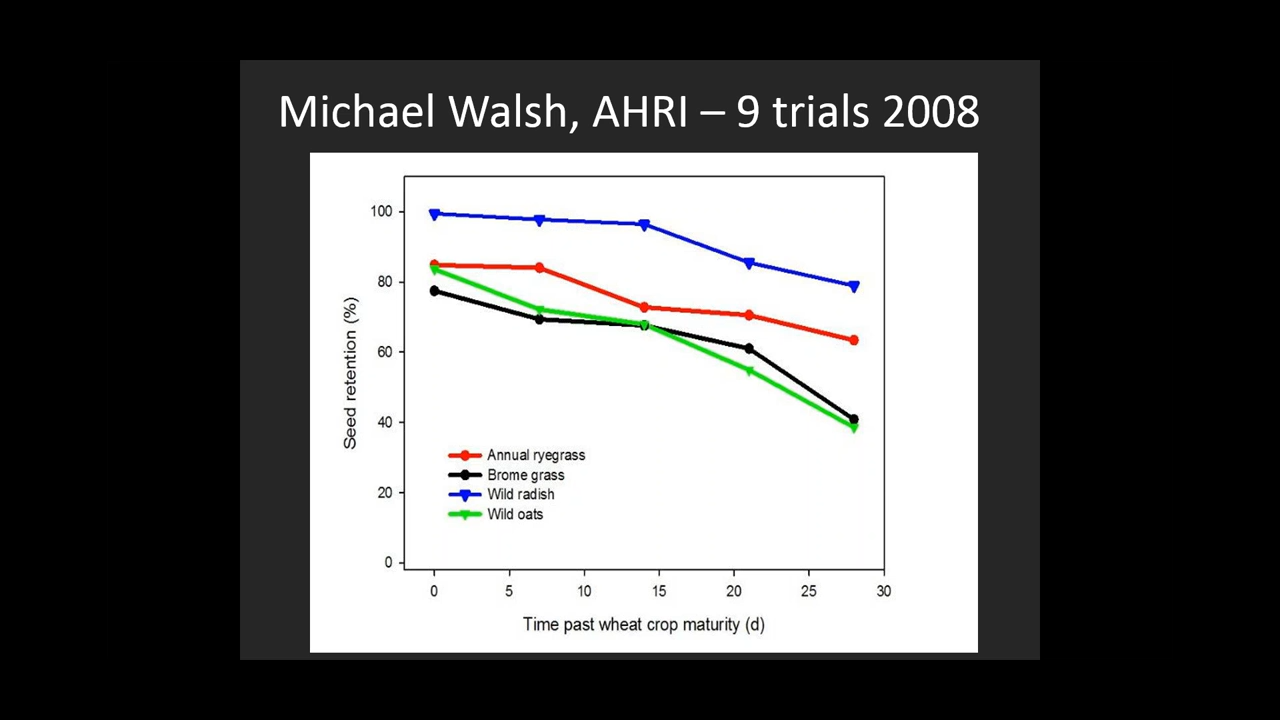 Michael Walsh, AHRI – 9 trials 2008
100
80
60
40
20
0
Seed retention (%)
Annual ryegrass
Brome grass
Wild radish
Wild oats
0 5 10 15 20 25 30
Time past wheat crop maturity (d)